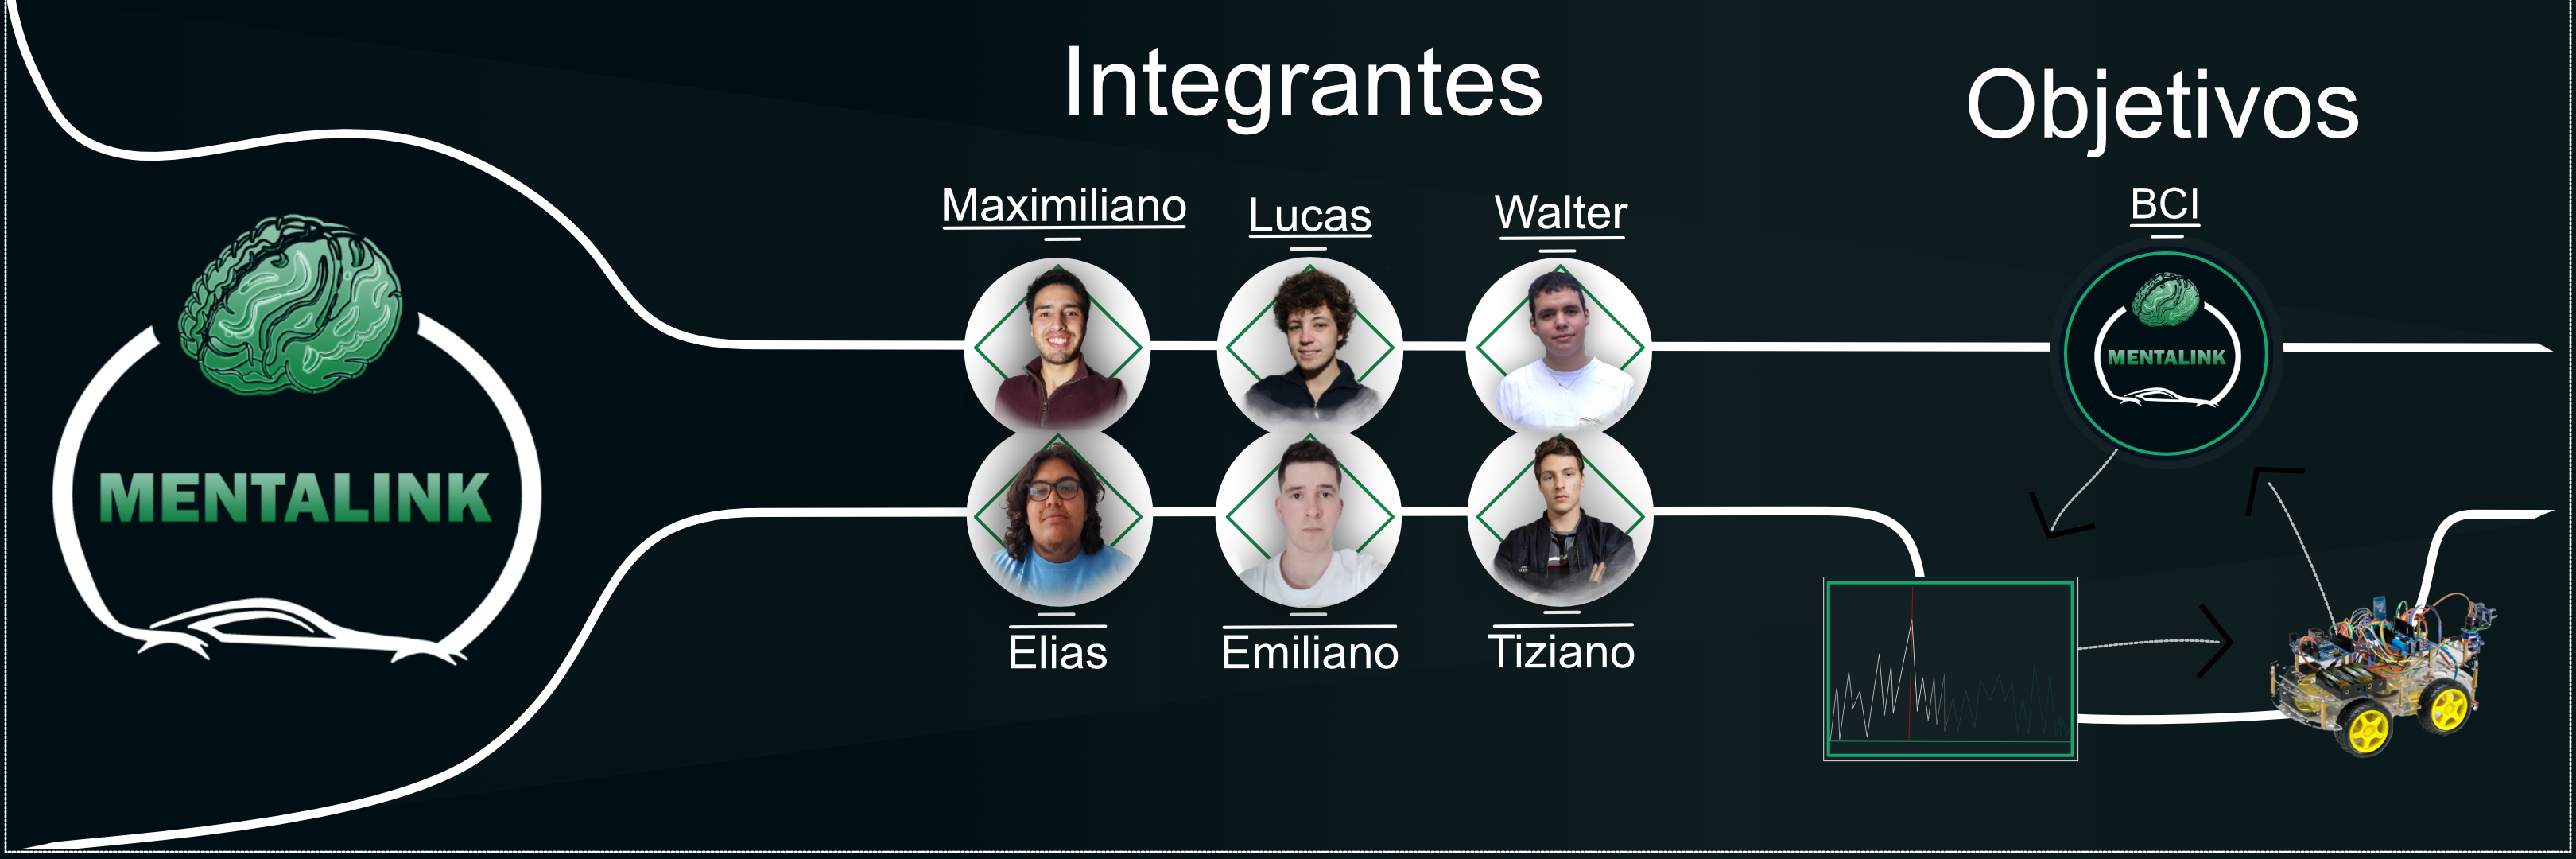 Integrantes
Objetivos
Maximiliano
Lucas
Walter
BCI
MENTALINK
MENTALINK
Elias
Emiliano
Tiziano